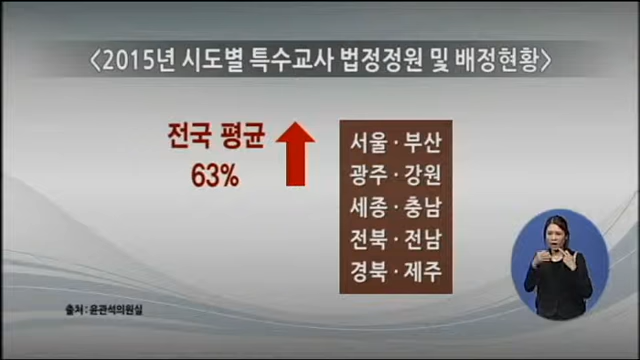 <2015년 시도별 특수교사 법정정원 및 배정현황>
전국 평균
63%
서울·부산
광주·강원
세종·충남
전북·전남
경북·제주
출처:윤관석의원실